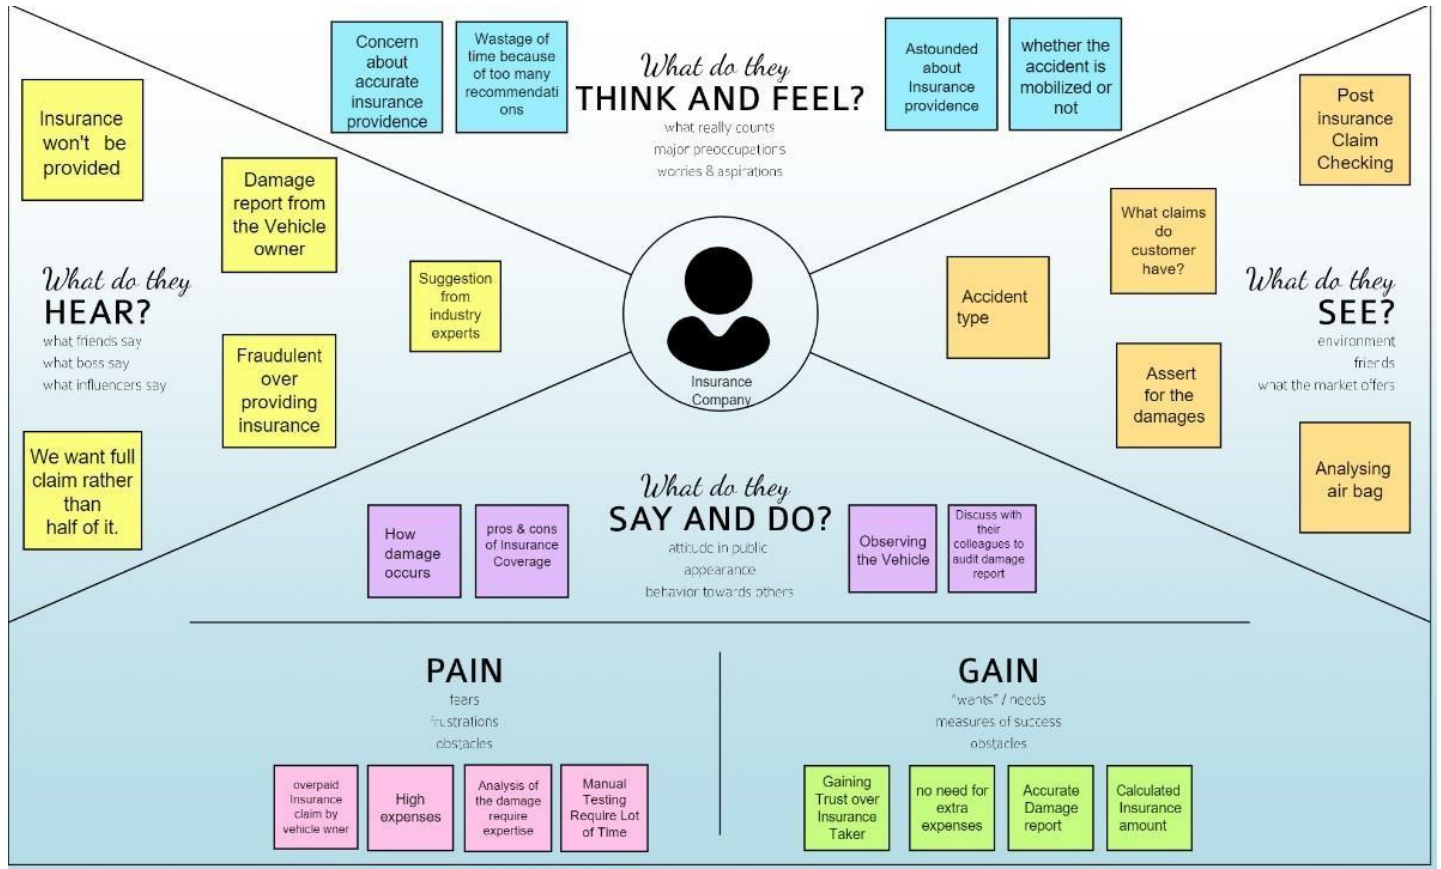 Concern
about
accurate
insurance
providence
Wastage of
time because
of too many
recommendati
ons
What do they
THINK AND FEEL?
what really counts
major preoccupations
worries & aspirations
Astounded
about
Insurance
providence
whether the
accident is
mobilized or
not
Insurance
won't be
provided
Damage
report from
the Vehicle
owner
Suggestion
from
industry
experts
What do they
HEAR?
what friends say
what boss say
what influencers say
Fraudulent
over
providing
insurance
We want full
claim rather
than
half of it.
Insurance
Company
Post
insurance
Claim
Checking
What claims
do
customer
have?
Accident
type
What do they
SEE?
environment
friends
what the market offers
Assert
for the
damages
Analysing
air bag
What do they
SAY AND DO?
attitude in public
appearance
behavior towards others
How
damage
occurs
pros & cons
of Insurance
Coverage
Observing
the Vehicle
Discuss with
their
colleagues to
audit damage
report
PAIN
fears
frustrations
obstacles
overpaid
Insurance
claim by
vehicle wner
High
expenses
Analysis of
the damage
require
expertise
Manual
Testing
Require Lot
of Time
GAIN
"wants" / needs
measures of success
obstacles
Gaining
Trust over
Insurance
Taker
no need for
extra
expenses
Accurate
Damage
report
Calculated
Insurance
amount